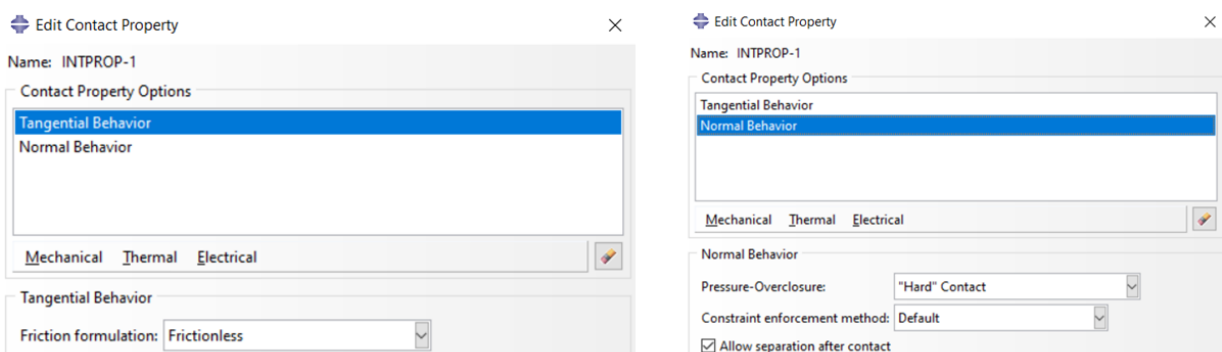 Edit Contact Property
Name: INTPROP-1
Contact Property Options
Tangential Behavior
Normal Behavior
Mechanical Thermal Electrical
Tangential Behavior
Friction formulation: Frictionless
Edit Contact Property
Name: INTPROP-1
Contact Property Options
Tangential Behavior
Normal Behavior
Mechanical Thermal Electrical
Normal Behavior
Pressure-Overclosure: "Hard" Contact
Constraint enforcement method: Default
Allow separation after contact